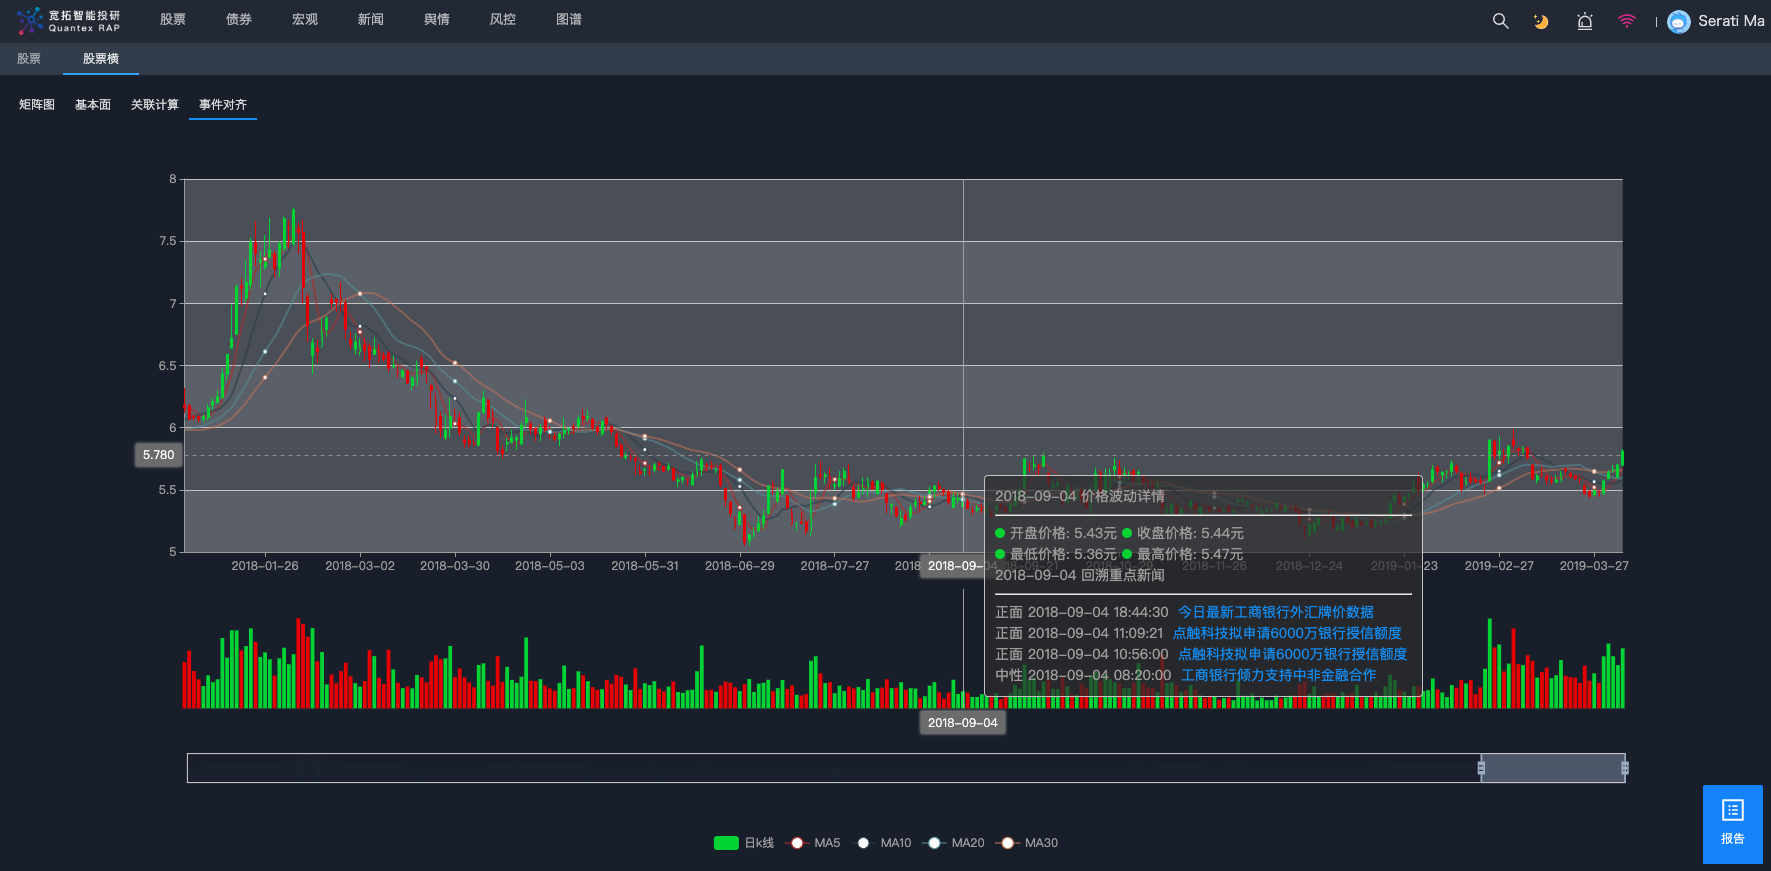 宽拓智能投研
Quantex RAP
股票 债券 宏观 新闻 舆情 风控 图谱
Serati Ma
股票 股票横
矩阵图 基本面 关联计算 事件对齐
8
7.5
7
6.5
6
5.780
5.5
5
2018-01-26 2018-03-02 2018-03-30 2018-05-03 2018-05-31 2018-06-29 2018-07-27 2018 2018-09-04 2018-10-29 2018-11-26 2018-12-24 2019-01-23 2019-02-27 2019-03-27
2018-09-04 价格波动详情
开盘价格: 5.43元 收盘价格: 5.44元
最低价格: 5.36元 最高价格: 5.47元
2018-09-04 回溯重点新闻
正面 2018-09-04 18:44:30 今日最新工商银行外汇牌价数据
正面 2018-09-04 11:09:21 点触科技拟申请6000万银行授信额度
正面 2018-09-04 10:56:00 点触科技拟申请6000万银行授信额度
中性 2018-09-04 08:20:00 工商银行倾力支持中非金融合作
2018-09-04
日k线 MA5 MA10 MA20 MA30
报告